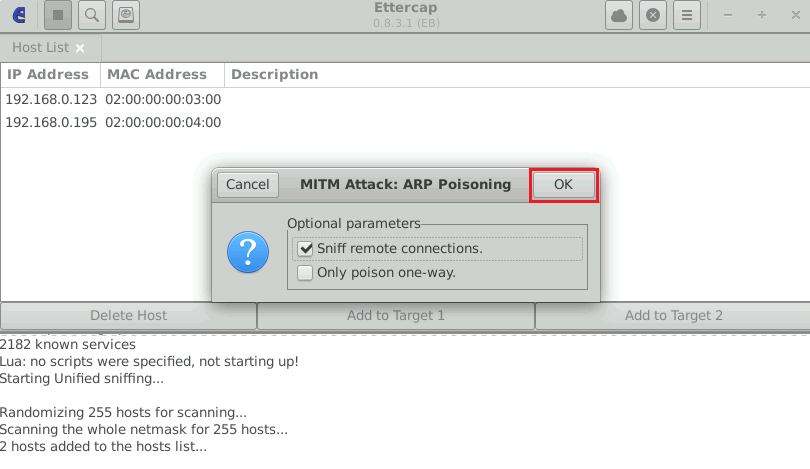 Ettercap
0.8.3.1 (EB)
Host List
IP Address MAC Address Description
192.168.0.123 02:00:00:00:03:00
192.168.0.195 02:00:00:00:04:00
Cancel MITM Attack: ARP Poisoning OK
Optional parameters
Sniff remote connections.
Only poison one-way.
Delete Host Add to Target 1 Add to Target 2
2182 known services
Lua: no scripts were specified, not starting up!
Starting Unified sniffing...
Randomizing 255 hosts for scanning...
Scanning the whole netmask for 255 hosts...
2 hosts added to the hosts list...